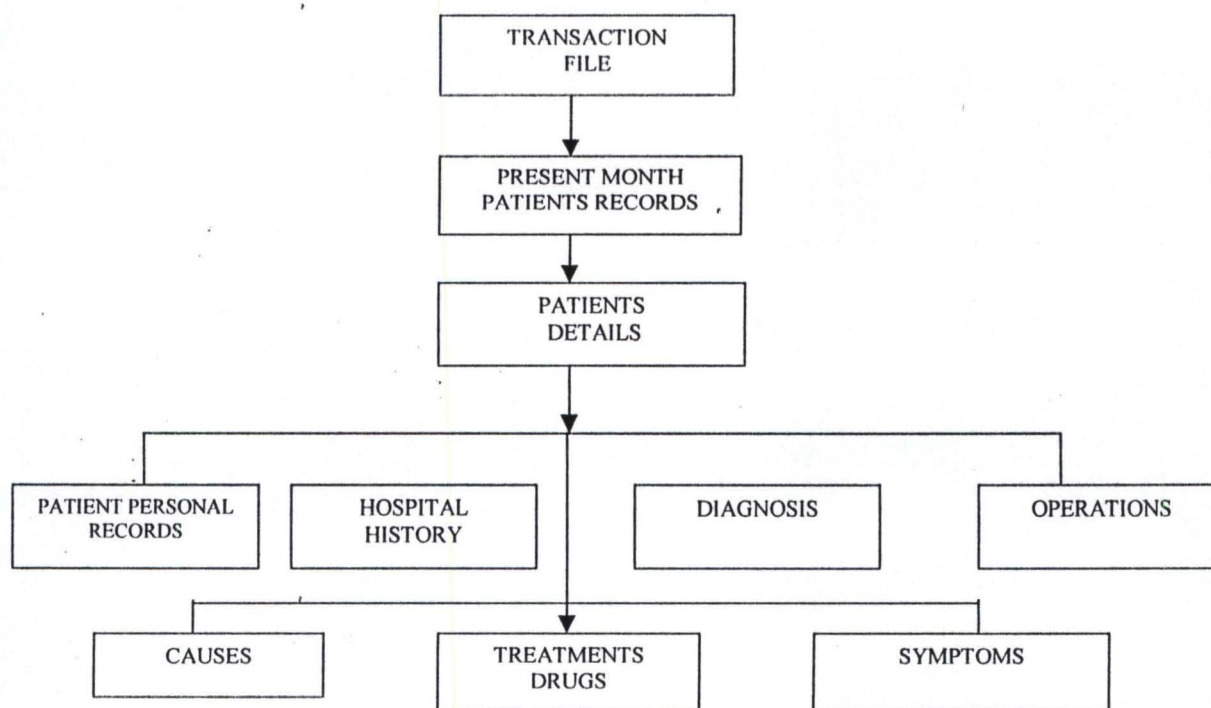 TRANSACTION
FILE
PRESENT MONTH
PATIENTS RECORDS
PATIENTS
DETAILS
PATIENT PERSONAL
RECORDS
HOSPITAL
HISTORY
DIAGNOSIS
OPERATIONS
CAUSES
TREATMENTS
DRUGS
SYMPTOMS